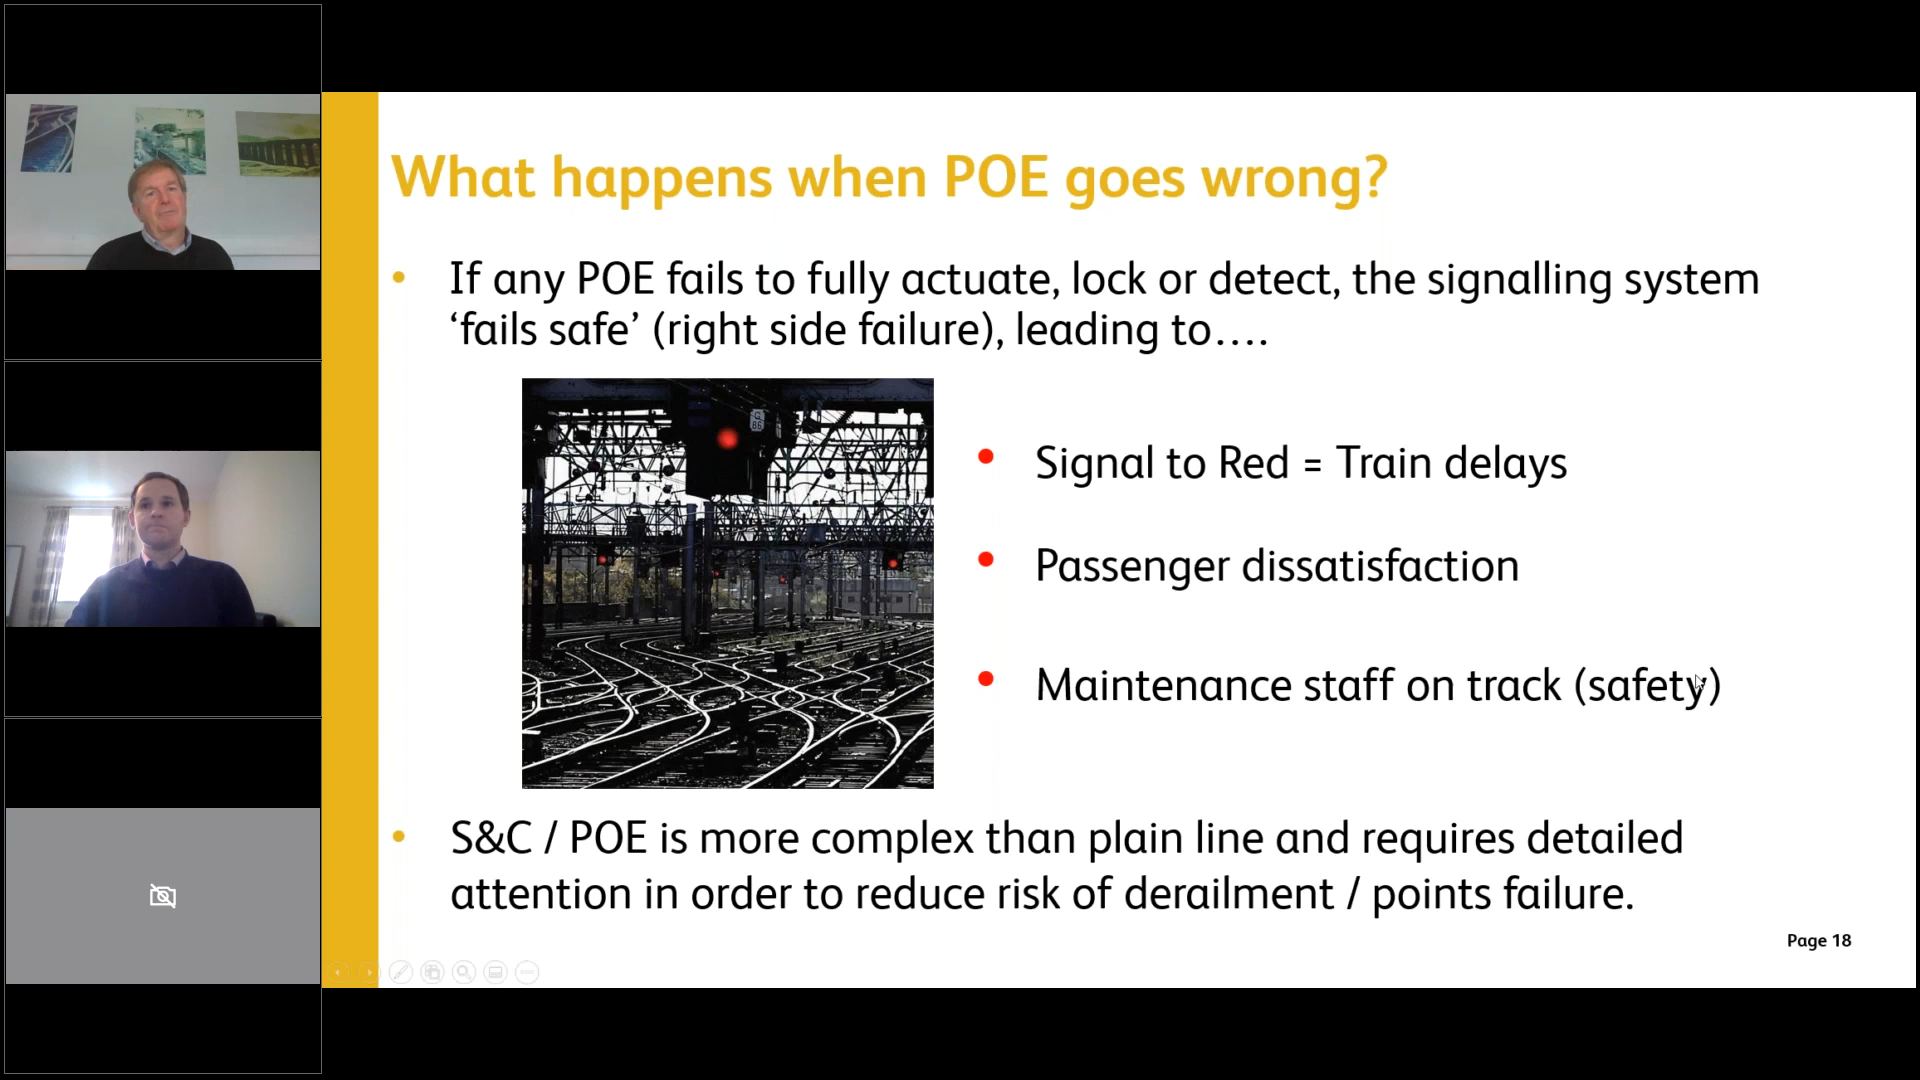 What happens when POE goes wrong?
• If any POE fails to fully actuate, lock or detect, the signalling system
‘fails safe’ (right side failure), leading to….
G
86
• Signal to Red = Train delays
• Passenger dissatisfaction
• Maintenance staff on track (safety)
• S&C / POE is more complex than plain line and requires detailed
attention in order to reduce risk of derailment / points failure.
Page 18